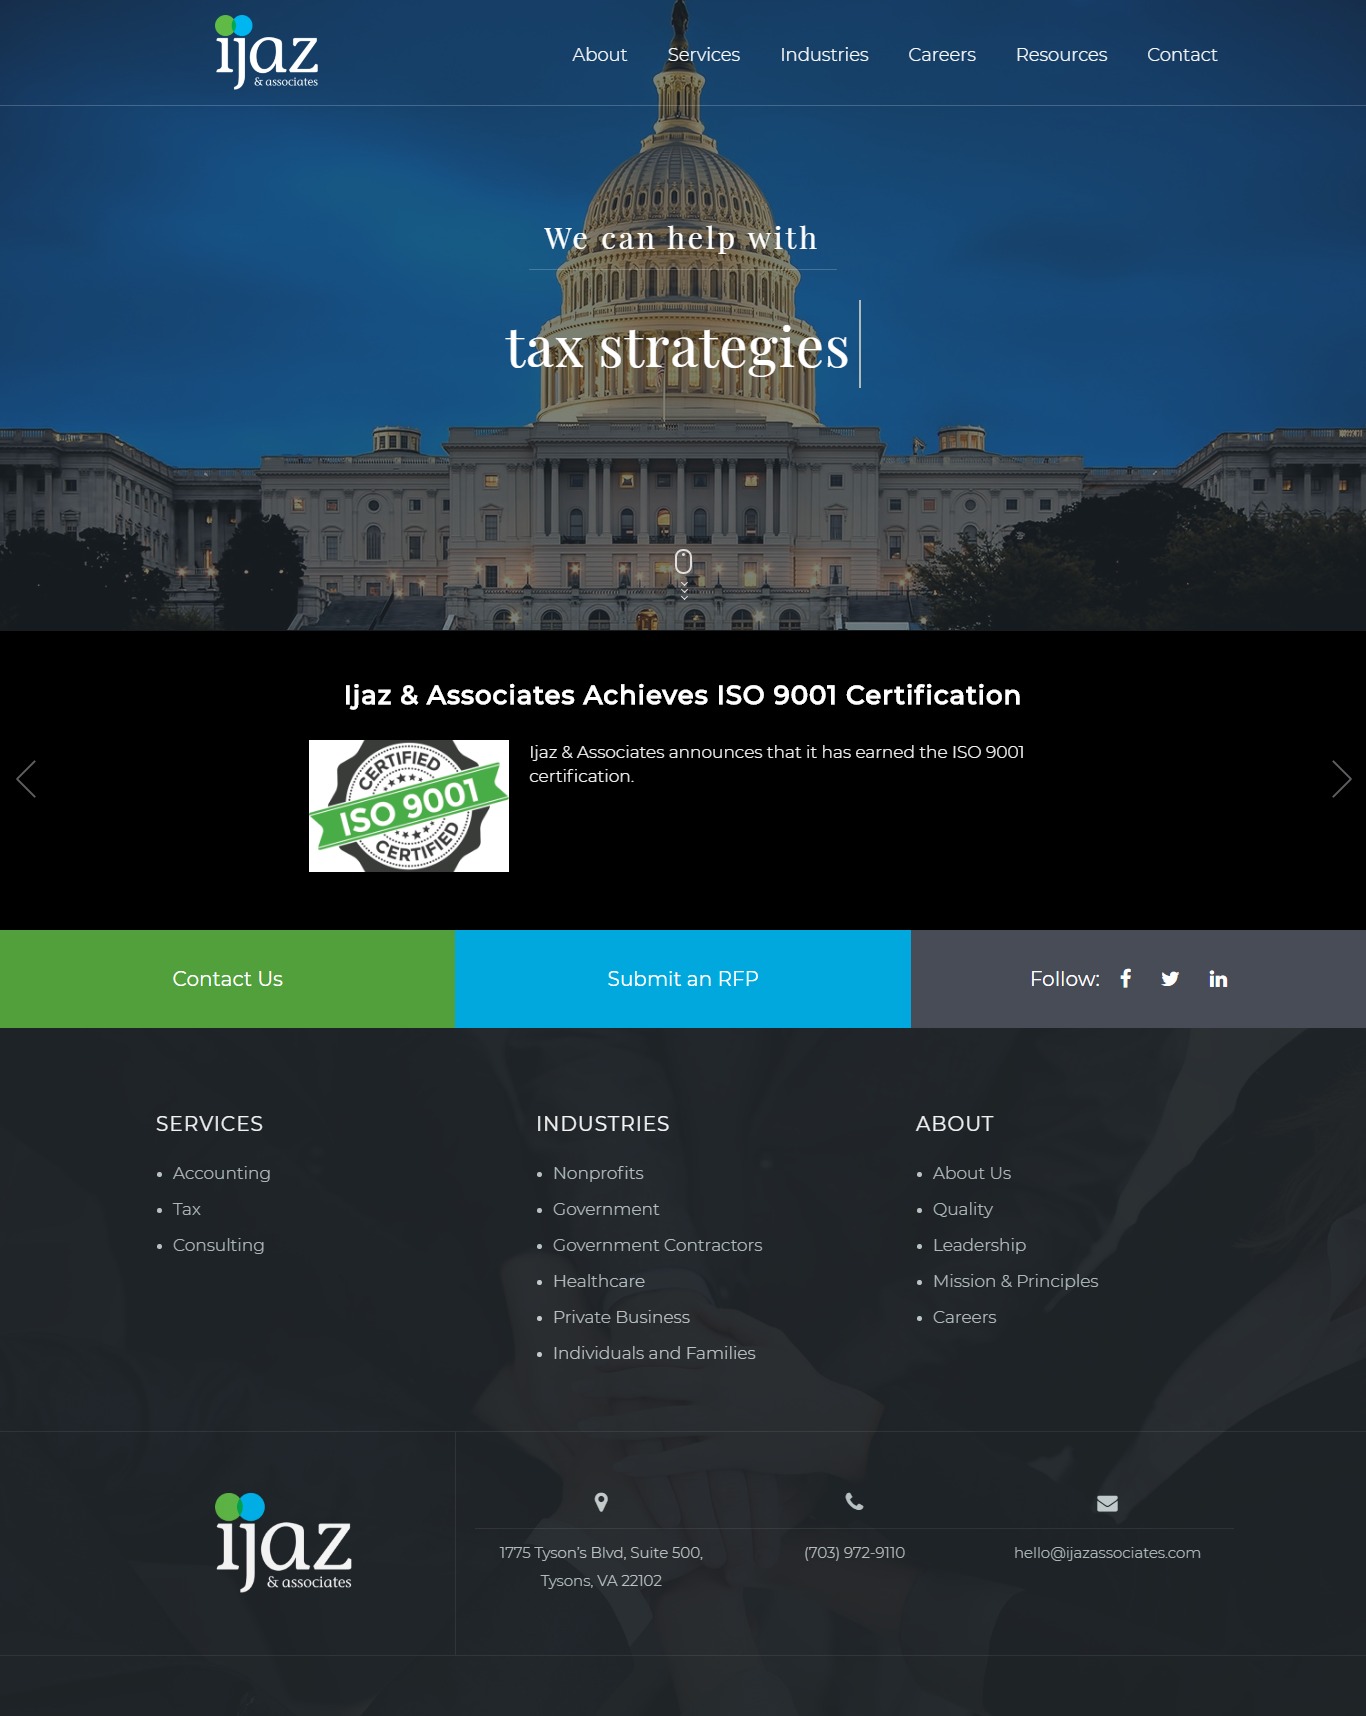 ijaz
& associates
About Services Industries Careers Resources Contact
We can help with
tax strategies
Ijaz & Associates Achieves ISO 9001 Certification
CERTIFIED
ISO 9001
CERTIFIED
Ijaz & Associates announces that it has earned the ISO 9001
certification.
Contact Us
Submit an RFP
Follow:
SERVICES
Accounting
Tax
Consulting
INDUSTRIES
Nonprofits
Government
Government Contractors
Healthcare
Private Business
Individuals and Families
ABOUT
About Us
Quality
Leadership
Mission & Principles
Careers
ijaz
& associates
1775 Tyson’s Blvd, Suite 500,
Tysons, VA 22102
(703) 972-9110
hello@ijazassociates.com